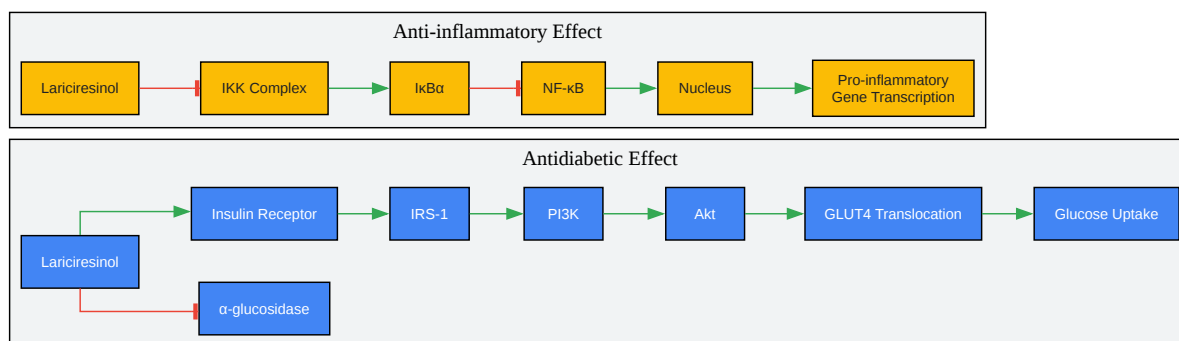 Anti-inflammatory Effect
Lariciresinol
IKK Complex
IκBα
NF-κB
Nucleus
Pro-inflammatory
Gene Transcription
Antidiabetic Effect
Insulin Receptor
IRS-1
PI3K
Akt
GLUT4 Translocation
Glucose Uptake
Lariciresinol
α-glucosidase